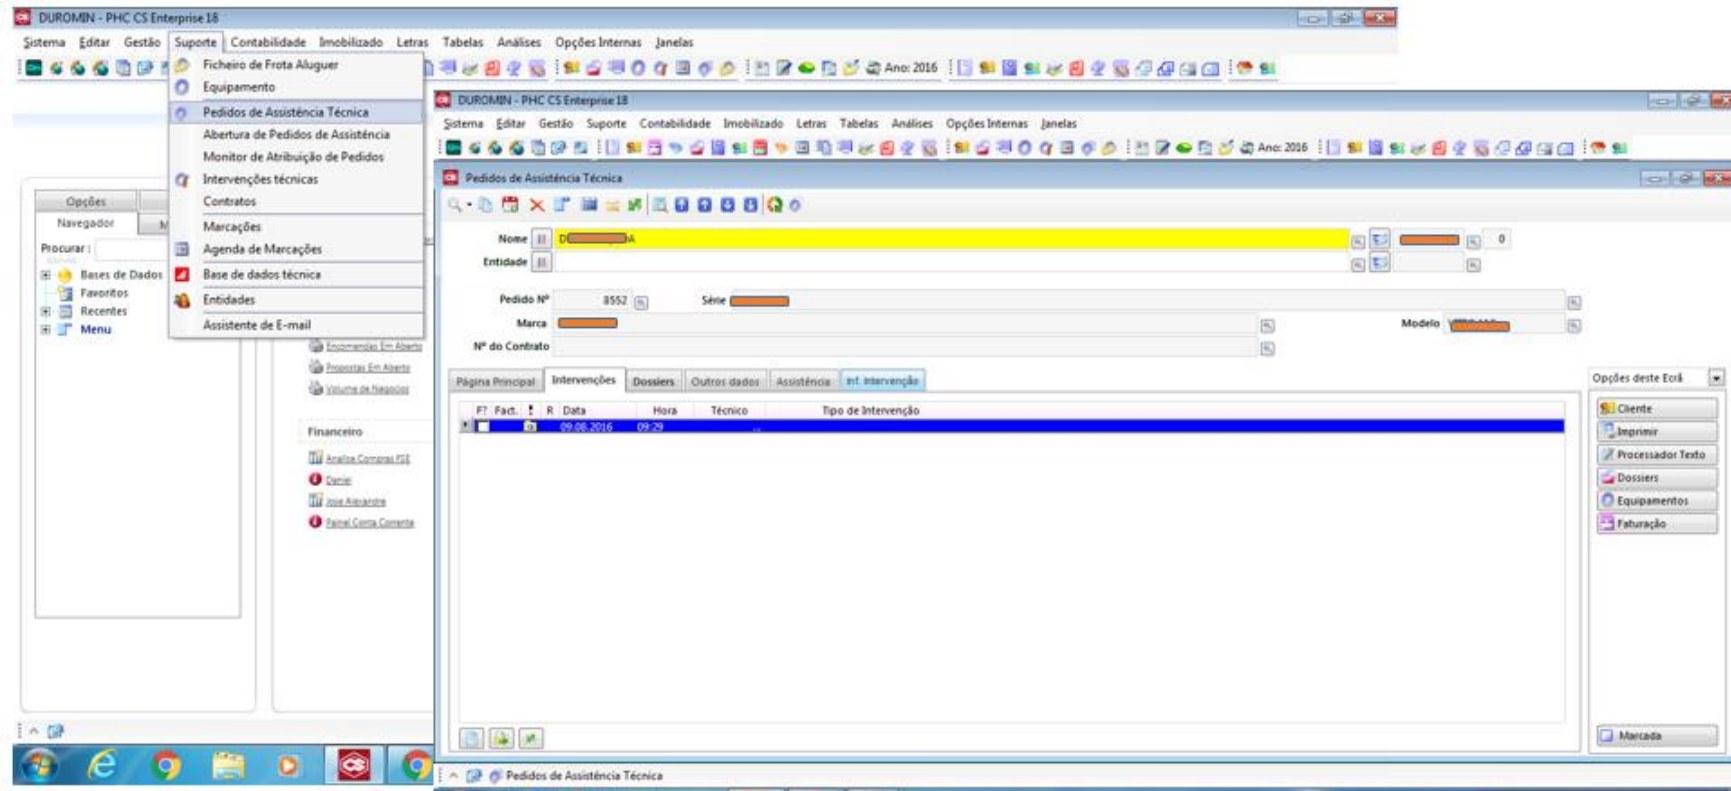 DUROMIN - PHC CS Enterprise 18
Sistema Editar Gestão Suporte Contabilidade Imobilizado Letras Tabelas Análises Opções Internas Janelas
Ano: 2016
Ficheiro de Frota Aluguer
Equipamento
Pedidos de Assistência Técnica
Abertura de Pedidos de Assistência
Monitor de Atribuição de Pedidos
Intervenções técnicas
Contratos
Marcações
Agenda de Marcações
Base de dados técnica
Entidades
Assistente de E-mail
Opções
Navegador M
Procurar :
Bases de Dados
Favoritos
Recentes
Menu
Encomendas Em Aberto
Propostas Em Aberto
Volume de Negocios
Financeiro
Analise Compras FSE
Daniel
Jose Alexandre
Painel Conta Corrente
DUROMIN - PHC CS Enterprise 18
Sistema Editar Gestão Suporte Contabilidade Imobilizado Letras Tabelas Análises Opções Internas Janelas
Ano: 2016
Pedidos de Assistência Técnica
Nome D A 0
Entidade
Pedido Nº 8552 Série
Marca Modelo
Nº do Contrato
Página Principal Intervenções Dossiers Outros dados Assistência Inf. Intervenção
F? Fact. ! R Data Hora Técnico Tipo de Intervenção
09.08.2016 09:29 ..
Opções deste Ecrã
Cliente
Imprimir
Processador Texto
Dossiers
Equipamentos
Faturação
Marcada
Pedidos de Assistência Técnica